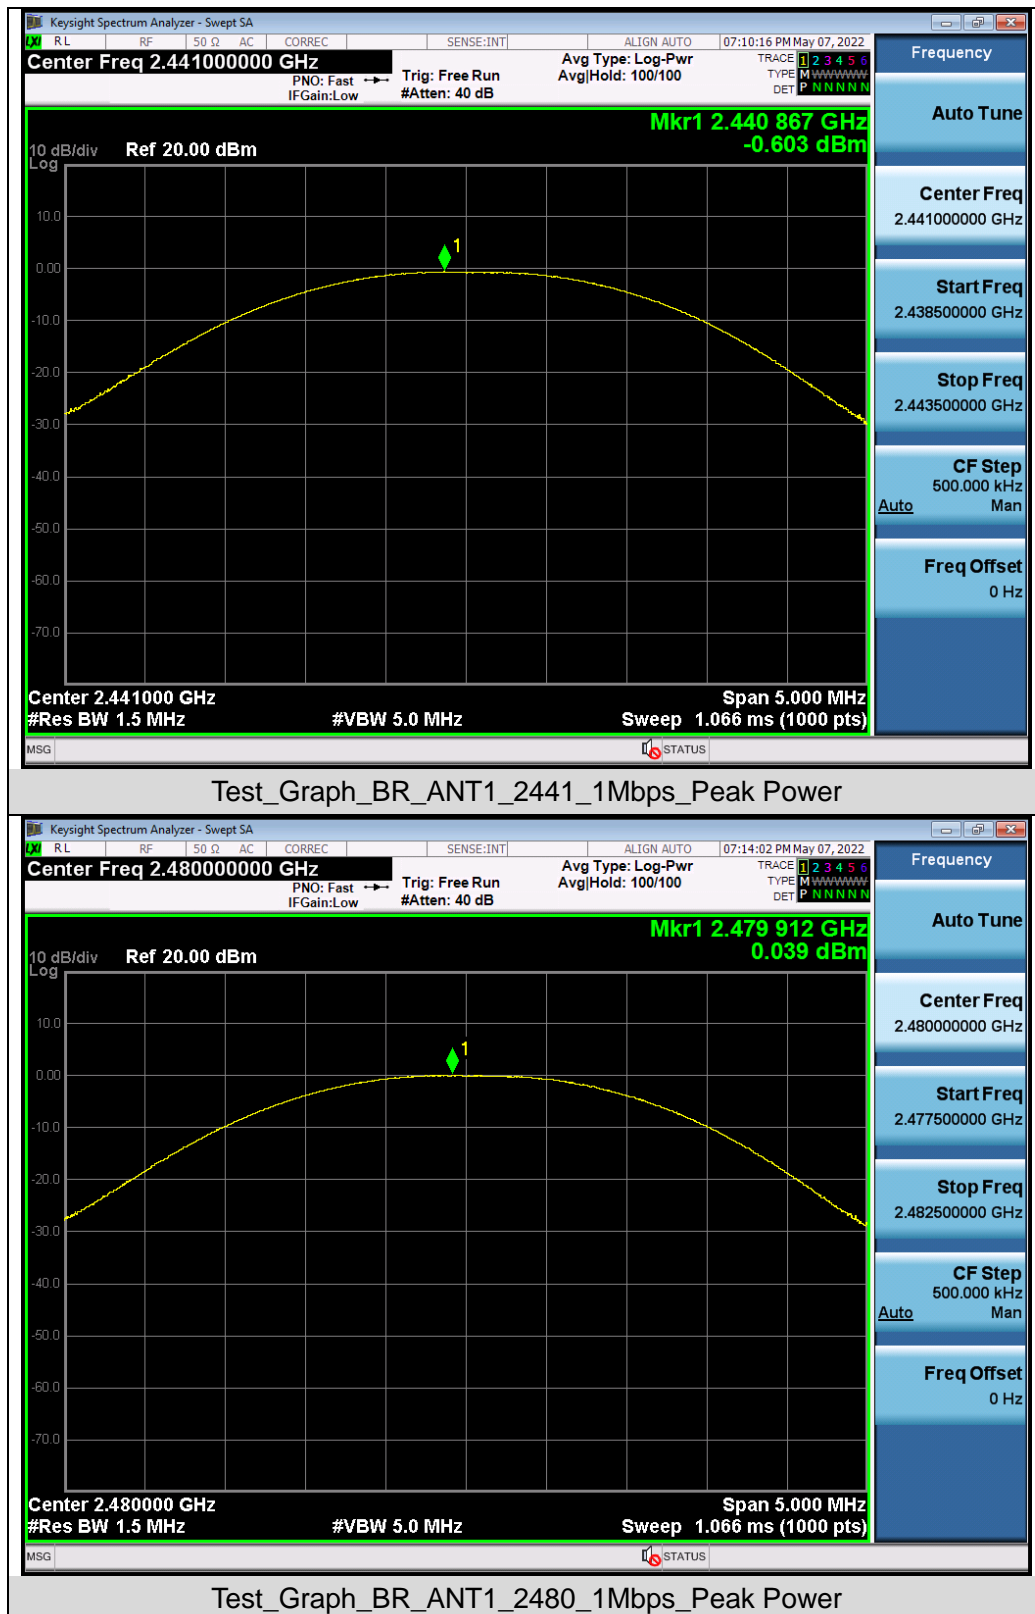 Keysight Spectrum Analyzer - Swept SA
LXI RL RF 50 Ω AC CORREC SENSE:INT ALIGN AUTO 07:10:16 PM May 07, 2022
Center Freq 2.441000000 GHz
PNO: Fast
IFGain:Low
Trig: Free Run
#Atten: 40 dB
Avg Type: Log-Pwr
Avg|Hold: 100/100
TRACE 1 2 3 4 5 6
TYPE M WWWWW
DET P N N N N N
Frequency
Auto Tune
Center Freq
2.441000000 GHz
Start Freq
2.438500000 GHz
Stop Freq
2.443500000 GHz
CF Step
500.000 kHz
Auto Man
Freq Offset
0 Hz
Mkr1 2.440 867 GHz
-0.603 dBm
10 dB/div Ref 20.00 dBm
Log
1
10.0
0.00
-10.0
-20.0
-30.0
-40.0
-50.0
-60.0
-70.0
Center 2.441000 GHz Span 5.000 MHz
#Res BW 1.5 MHz #VBW 5.0 MHz Sweep 1.066 ms (1000 pts)
MSG STATUS
Test_Graph_BR_ANT1_2441_1Mbps_Peak Power
Keysight Spectrum Analyzer - Swept SA
LXI RL RF 50 Ω AC CORREC SENSE:INT ALIGN AUTO 07:14:02 PM May 07, 2022
Center Freq 2.480000000 GHz
PNO: Fast
IFGain:Low
Trig: Free Run
#Atten: 40 dB
Avg Type: Log-Pwr
Avg|Hold: 100/100
TRACE 1 2 3 4 5 6
TYPE M WWWWW
DET P N N N N N
Frequency
Auto Tune
Center Freq
2.480000000 GHz
Start Freq
2.477500000 GHz
Stop Freq
2.482500000 GHz
CF Step
500.000 kHz
Auto Man
Freq Offset
0 Hz
Mkr1 2.479 912 GHz
0.039 dBm
10 dB/div Ref 20.00 dBm
Log
1
10.0
0.00
-10.0
-20.0
-30.0
-40.0
-50.0
-60.0
-70.0
Center 2.480000 GHz Span 5.000 MHz
#Res BW 1.5 MHz #VBW 5.0 MHz Sweep 1.066 ms (1000 pts)
MSG STATUS
Test_Graph_BR_ANT1_2480_1Mbps_Peak Power